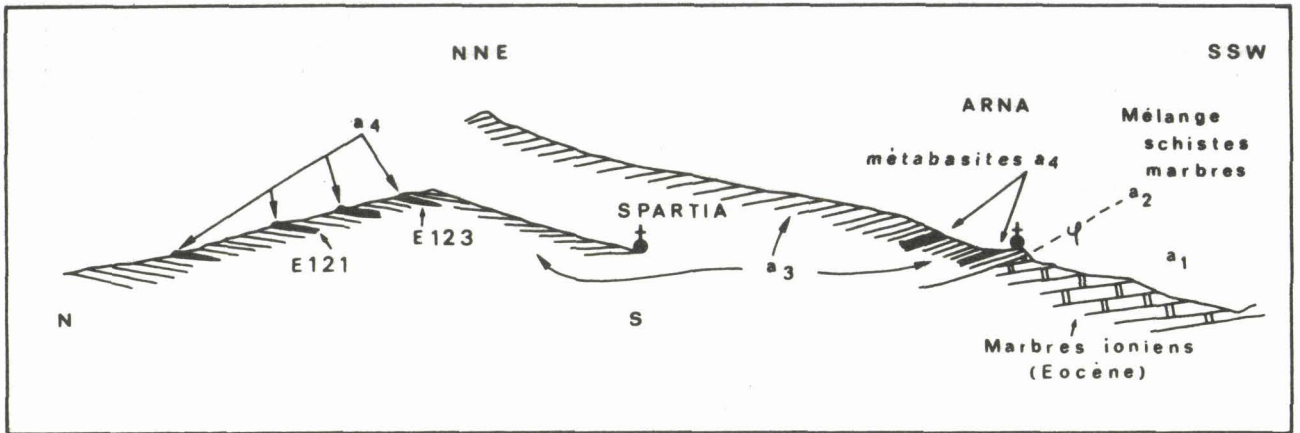 NNE
SSW
ARNA
Mélange
schistes
marbres
a4
métabasites a4
a2
SPARTIA
φ
E123
E121
a3
a1
N
S
Marbres ioniens
(Eocène)